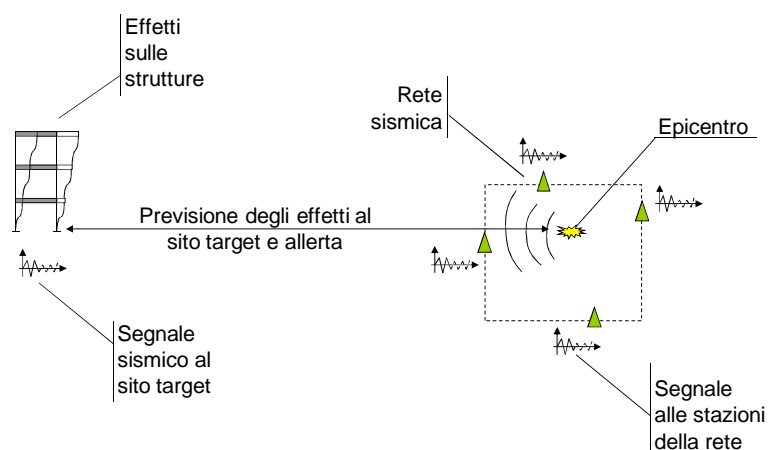 Effetti
sulle
strutture
Rete
sismica
Epicentro
Previsione degli effetti al
sito target e allerta
Segnale
sismico al
sito target
Segnale
alle stazioni
della rete